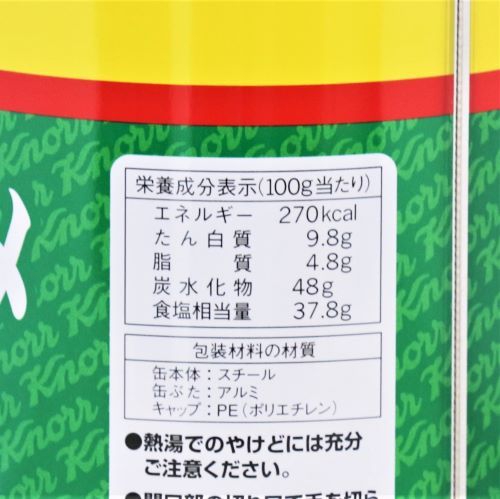 栄養成分表示(100g当たり)
エネルギー 270kcal
たん白質 9.8g
脂質 4.8g
炭水化物 48g
食塩相当量 37.8g
包装材料の材質
缶本体：スチール
缶ぶた：アルミ
キャップ：PE(ポリエチレン)
●熱湯でのやけどには充分
ご注意ください。
Knorr